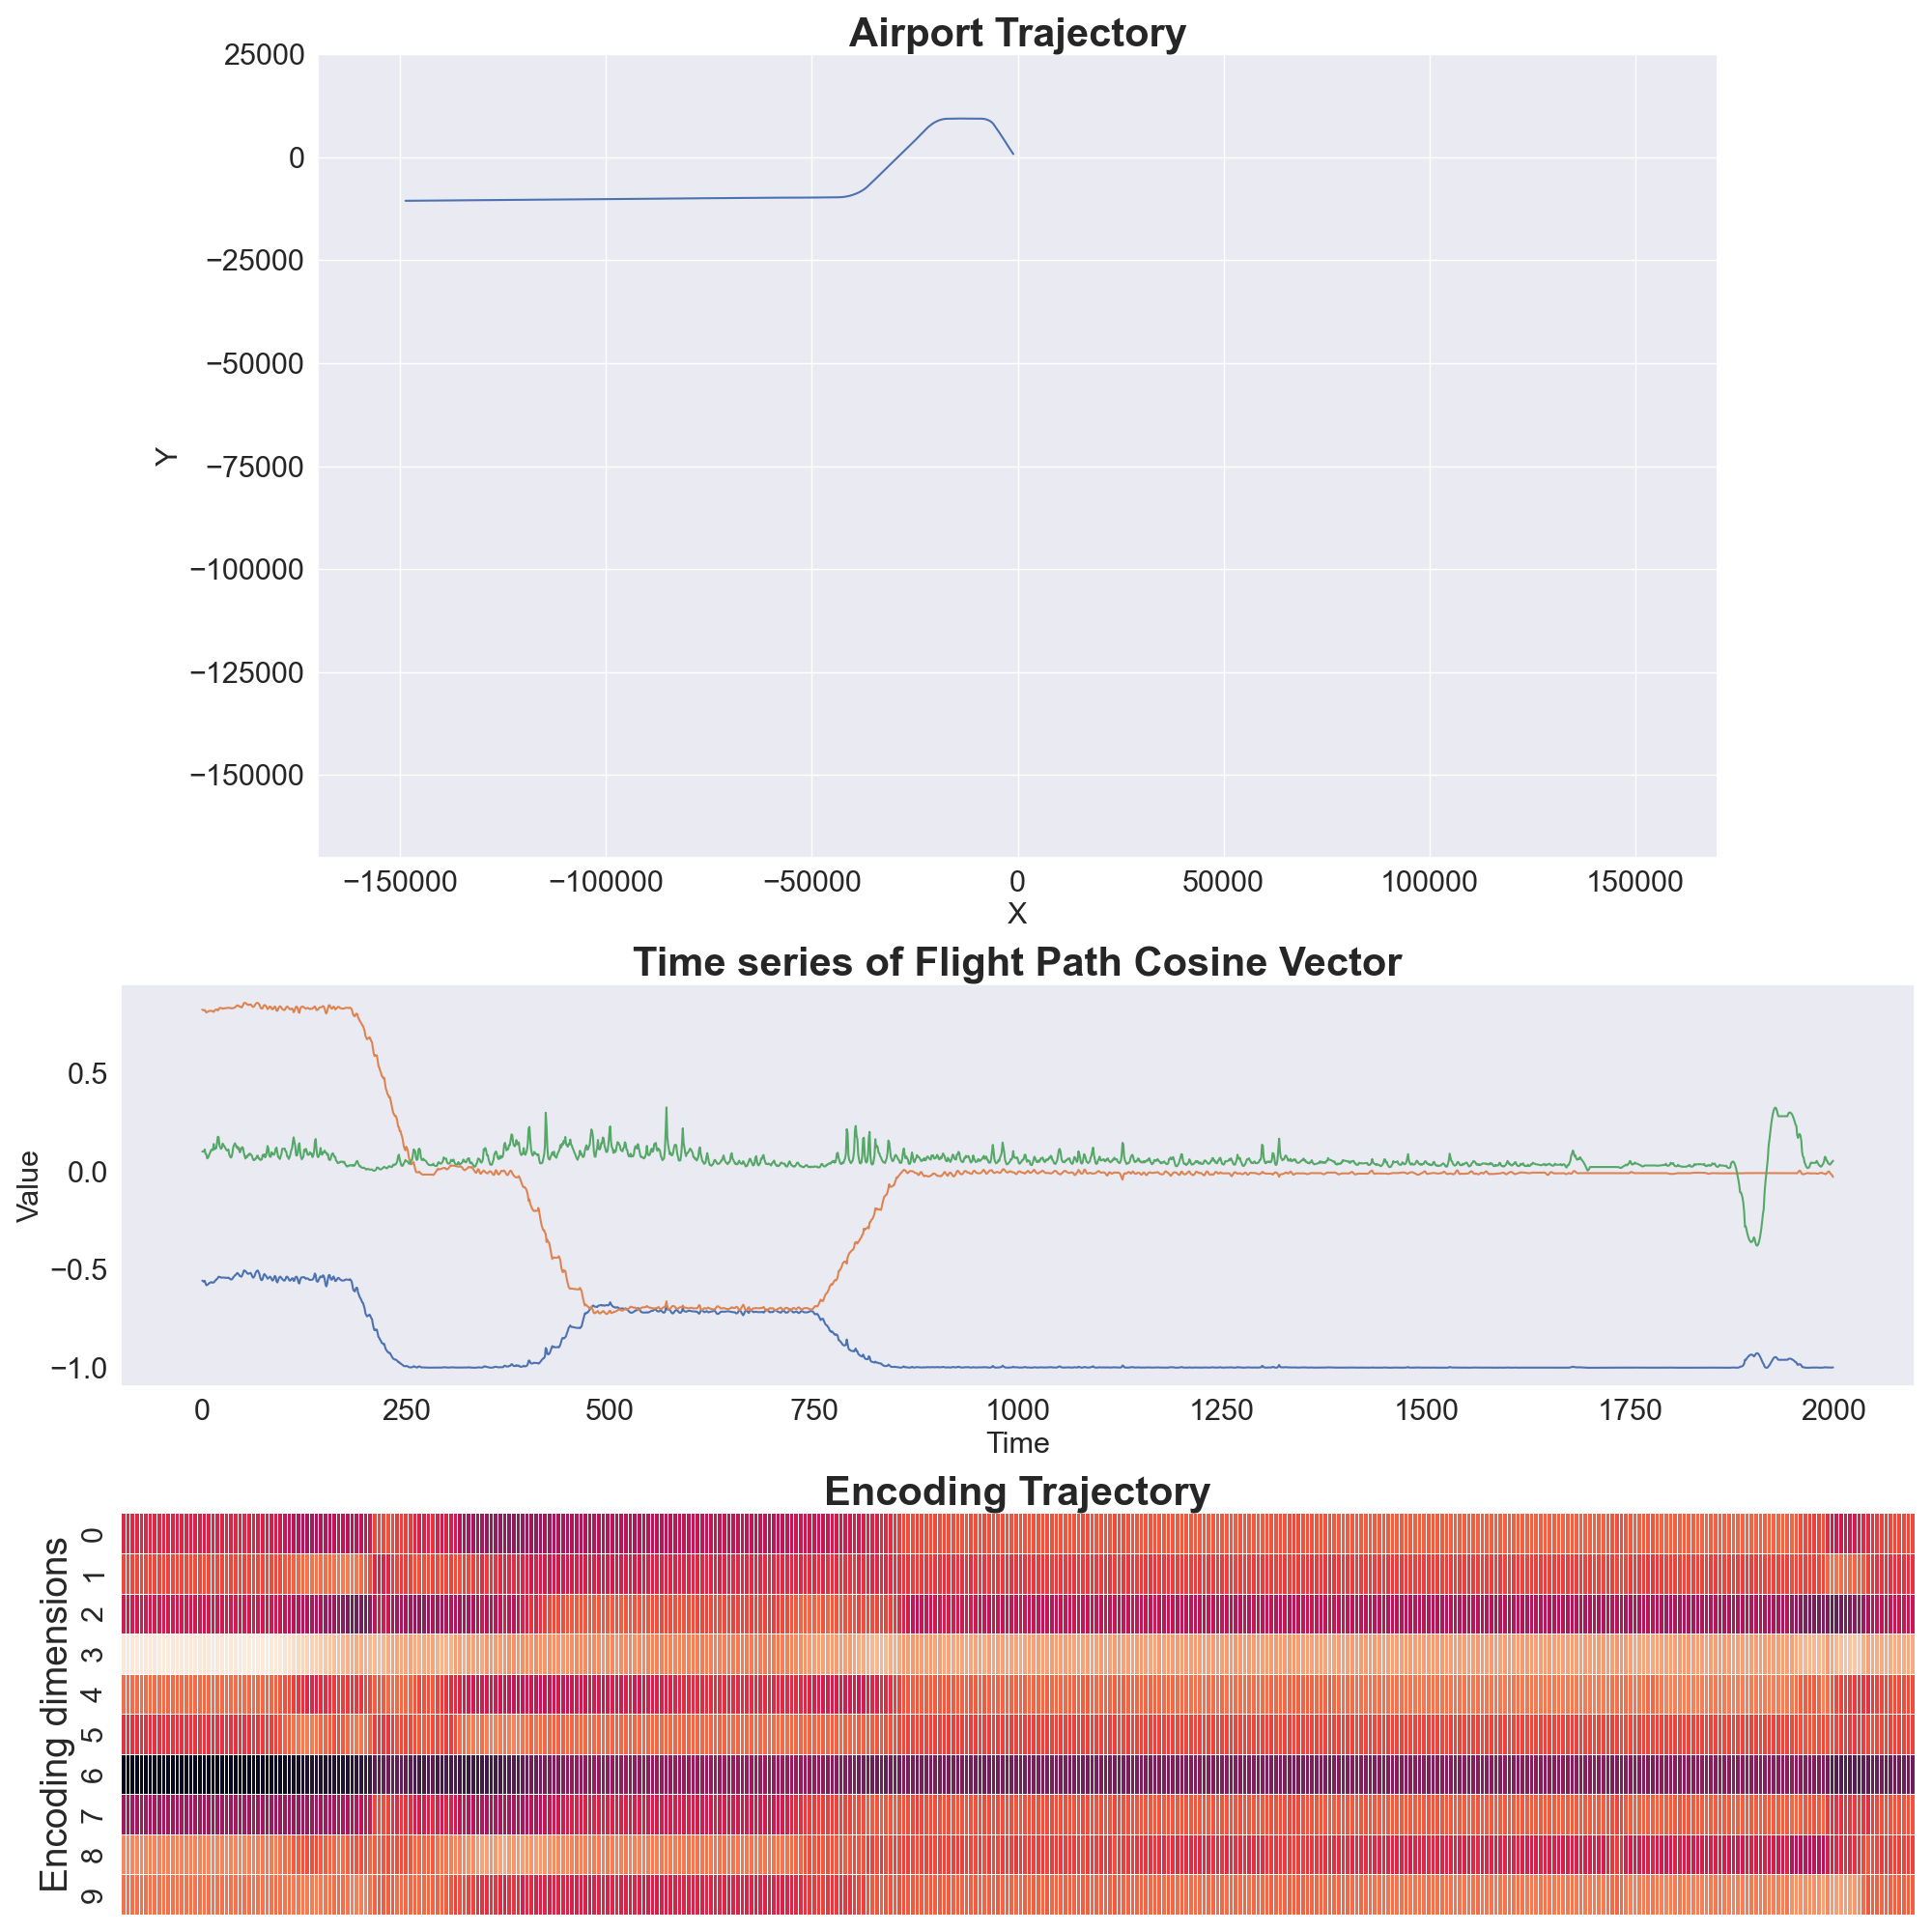 Airport Trajectory
25000
0
−25000
−50000
−75000
−100000
−125000
−150000
Y
−150000 −100000 −50000 0 50000 100000 150000
X
Time series of Flight Path Cosine Vector
0.5
0.0
−0.5
−1.0
Value
0 250 500 750 1000 1250 1500 1750 2000
Time
Encoding Trajectory
Encoding dimensions
0
1
2
3
4
5
6
7
8
9